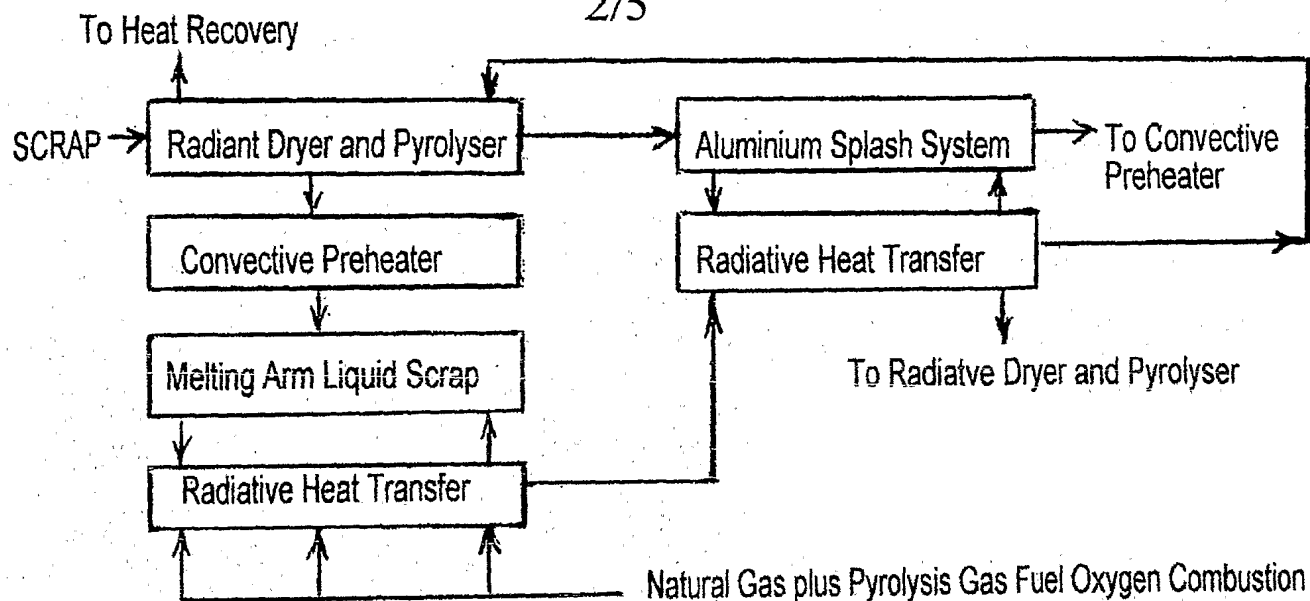 2/5
To Heat Recovery
SCRAP
Radiant Dryer and Pyrolyser
Aluminium Splash System
To Convective
Preheater
Convective Preheater
Radiative Heat Transfer
Melting Arm Liquid Scrap
To Radiatve Dryer and Pyrolyser
Radiative Heat Transfer
Natural Gas plus Pyrolysis Gas Fuel Oxygen Combustion